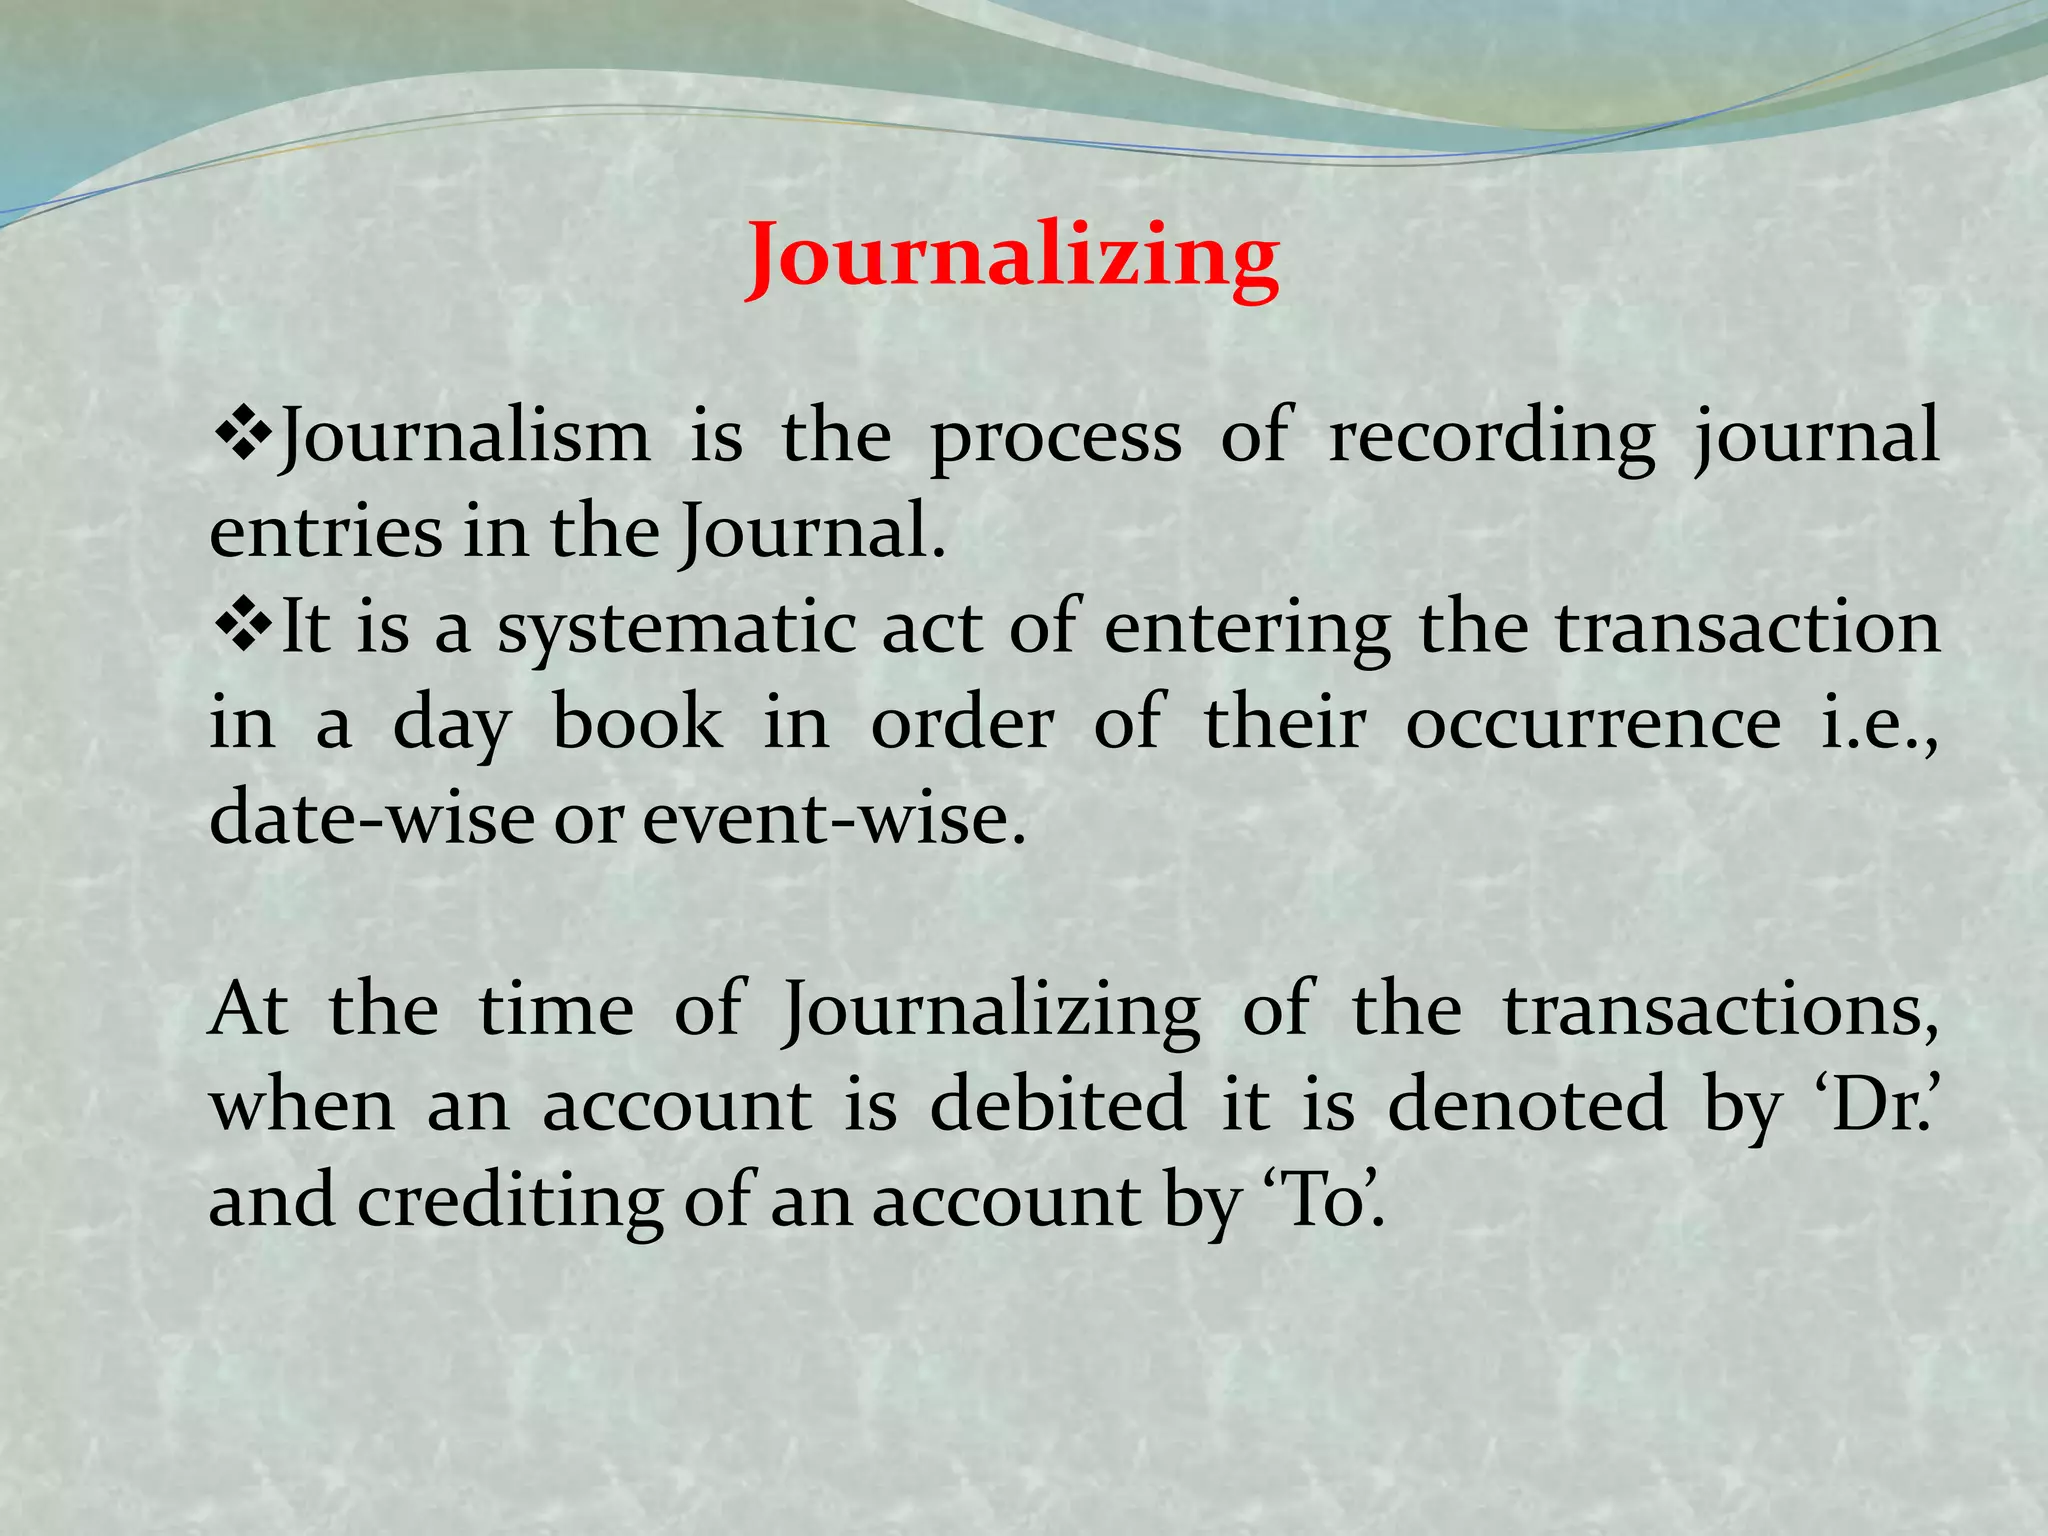 Journalizing
❖Journalism is the process of recording journal
entries in the Journal.
❖It is a systematic act of entering the transaction
in a day book in order of their occurrence i.e.,
date-wise or event-wise.
At the time of Journalizing of the transactions,
when an account is debited it is denoted by ‘Dr.’
and crediting of an account by ‘To’.